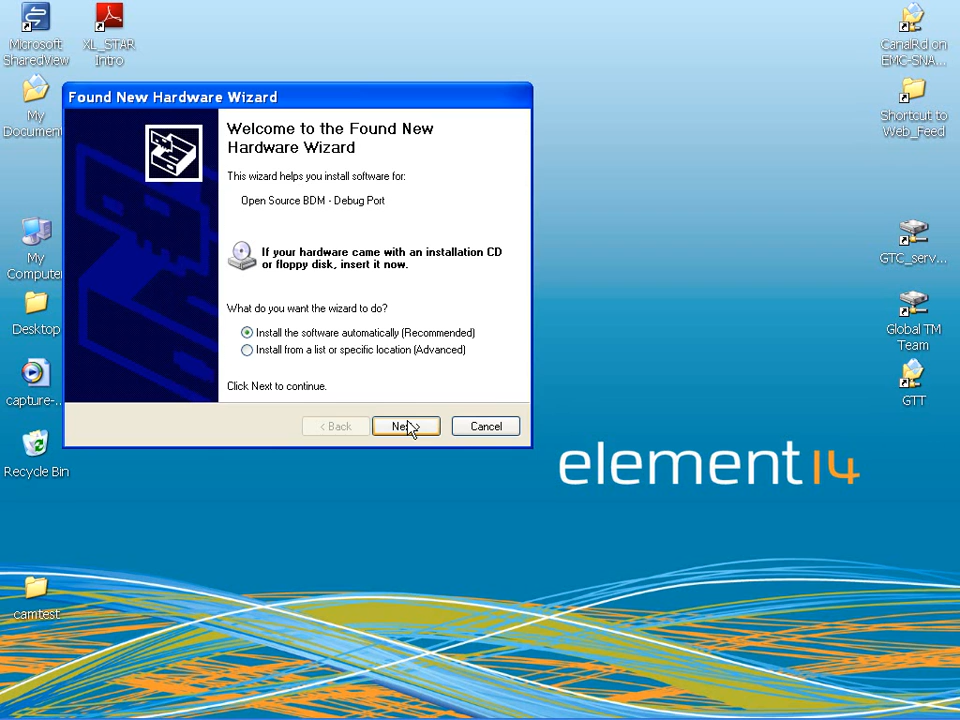 Microsoft
SharedView
XL_STAR
Intro
CanalRd on
EMC-SNA...
My
Document
Shortcut to
Web_Feed
Found New Hardware Wizard
Welcome to the Found New
Hardware Wizard
This wizard helps you install software for:
Open Source BDM - Debug Port
If your hardware came with an installation CD
or floppy disk, insert it now.
What do you want the wizard to do?
Install the software automatically (Recommended)
Install from a list or specific location (Advanced)
Click Next to continue.
< Back
Cancel
My
Computer
GTC_serv...
Desktop
Global TM
Team
capture-...
GTT
Recycle Bin
element14
camtest